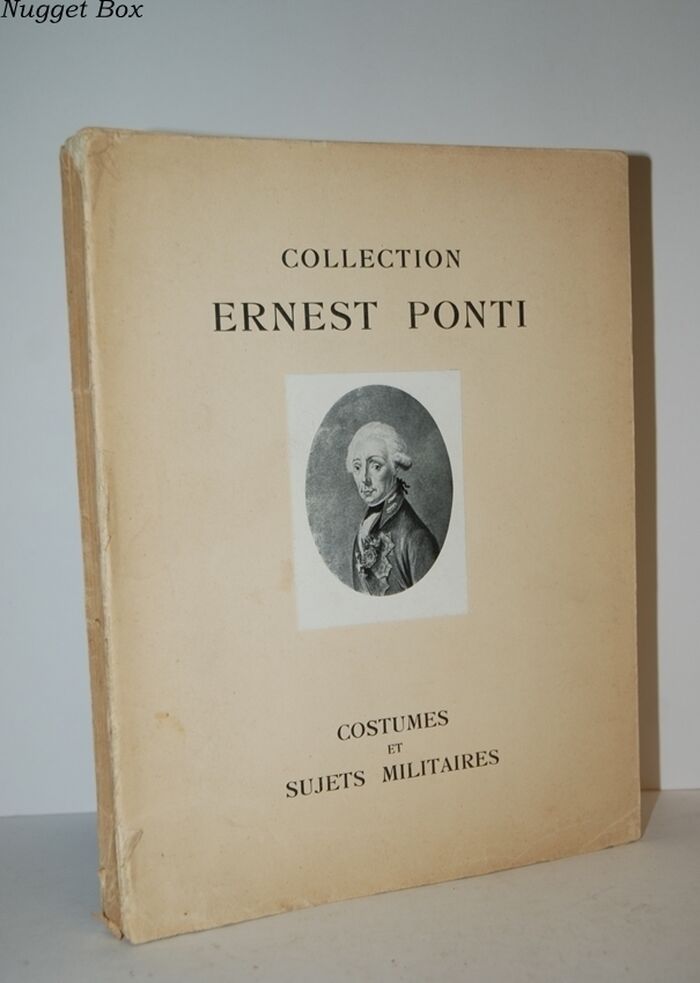 Nugget Box
COLLECTION
ERNEST PONTI
COSTUMES
ET
SUJETS MILITAIRES